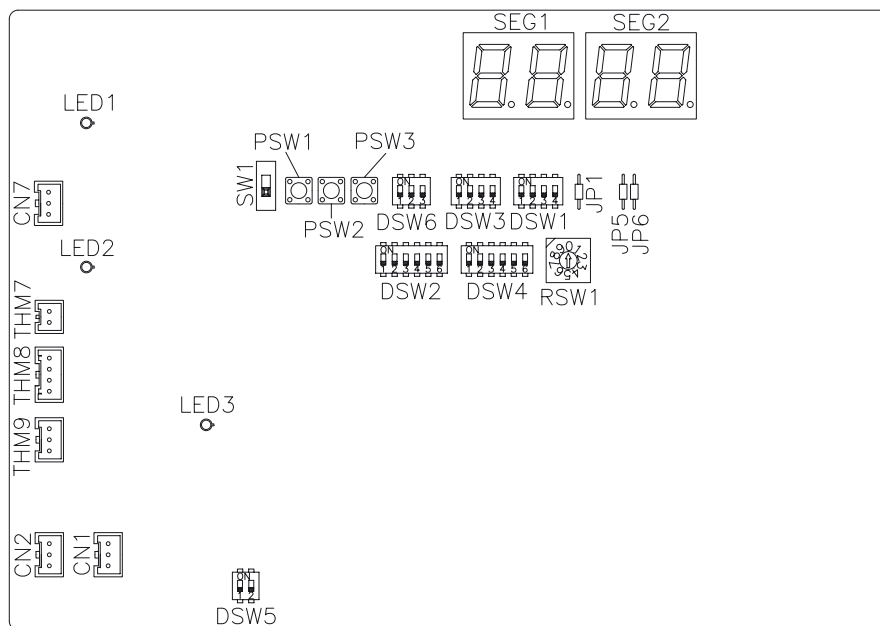 SEG1 SEG2
LED1
PSW1 PSW3
SW1
JP1
CN7
PSW2 DSW6 DSW3 DSW1
JP5
JP6
LED2
DSW2 DSW4 RSW1
THM7
THM8
LED3
THM9
CN2
CN1
DSW5
ON
1 2 3
ON
1 2 3 4
ON
1 2 3 4
ON
1 2 3 4 5 6
ON
1 2 3 4 5 6
ON
1 2